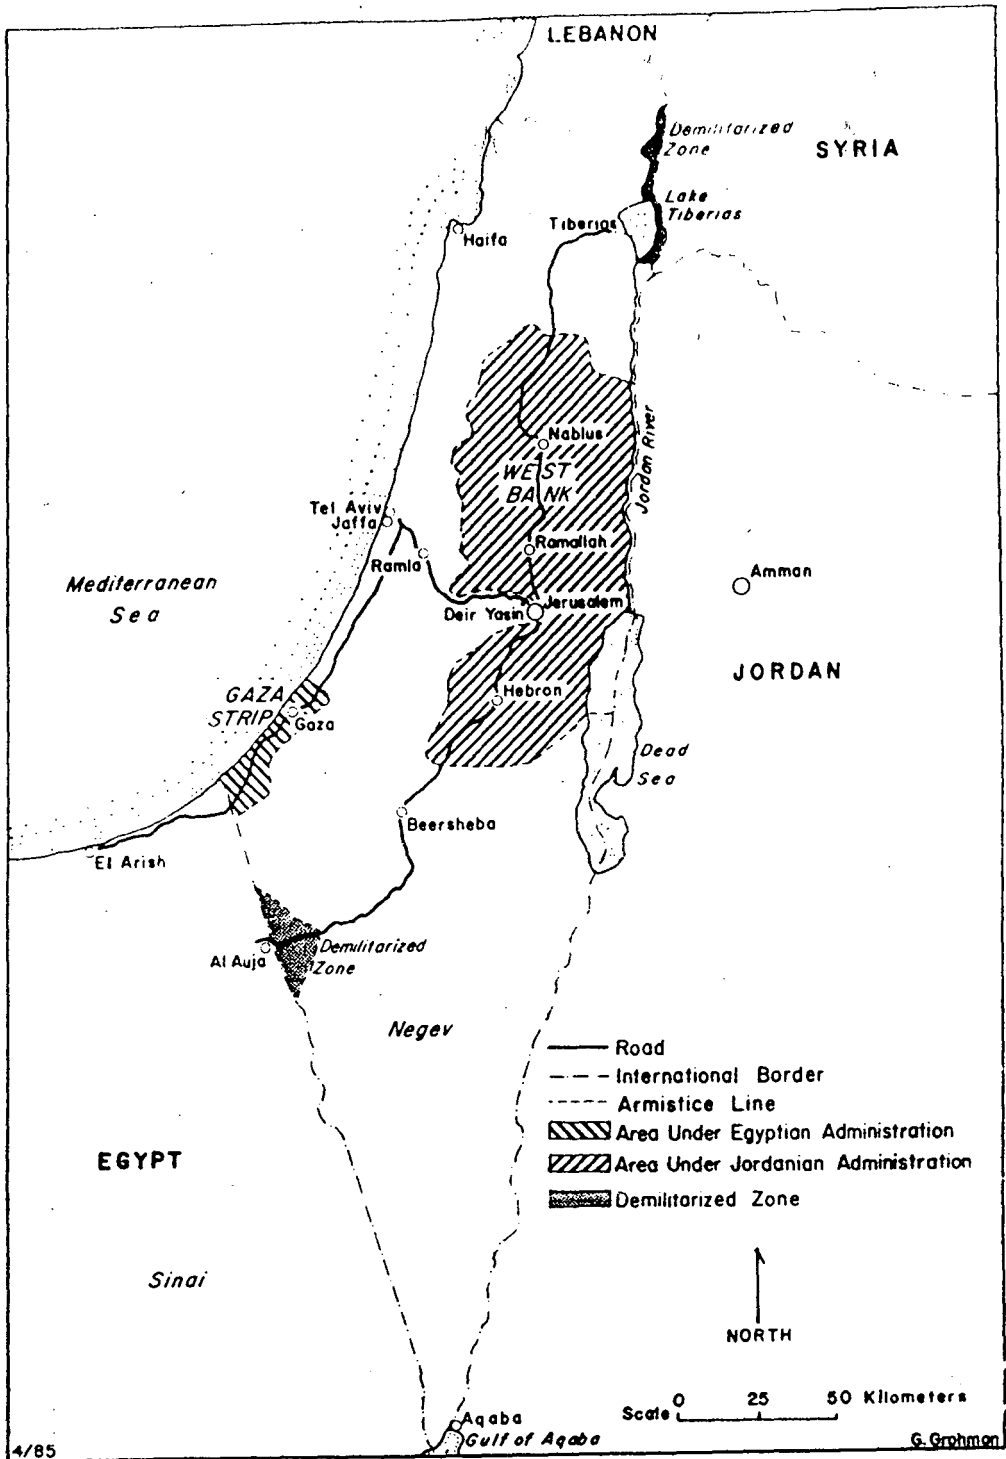 LEBANON
Demilitarized
Zone
SYRIA
Lake
Tiberias
Tiberias
Haifa
Nablus
WEST
BANK
Jordan River
Tel Aviv
Jaffa
Ramla
Ramallah
Amman
Mediterranean
Sea
Deir Yasin
Jerusalem
JORDAN
GAZA
STRIP
Gaza
Hebron
Dead
Sea
Beersheba
El Arish
Al Auja
Demilitarized
Zone
Negev
Road
International Border
Armistice Line
Area Under Egyptian Administration
Area Under Jordanian Administration
Demilitarized Zone
EGYPT
Sinai
NORTH
Scale 0 25 50 Kilometers
Aqaba
Gulf of Aqaba
4/85
G. Grohman